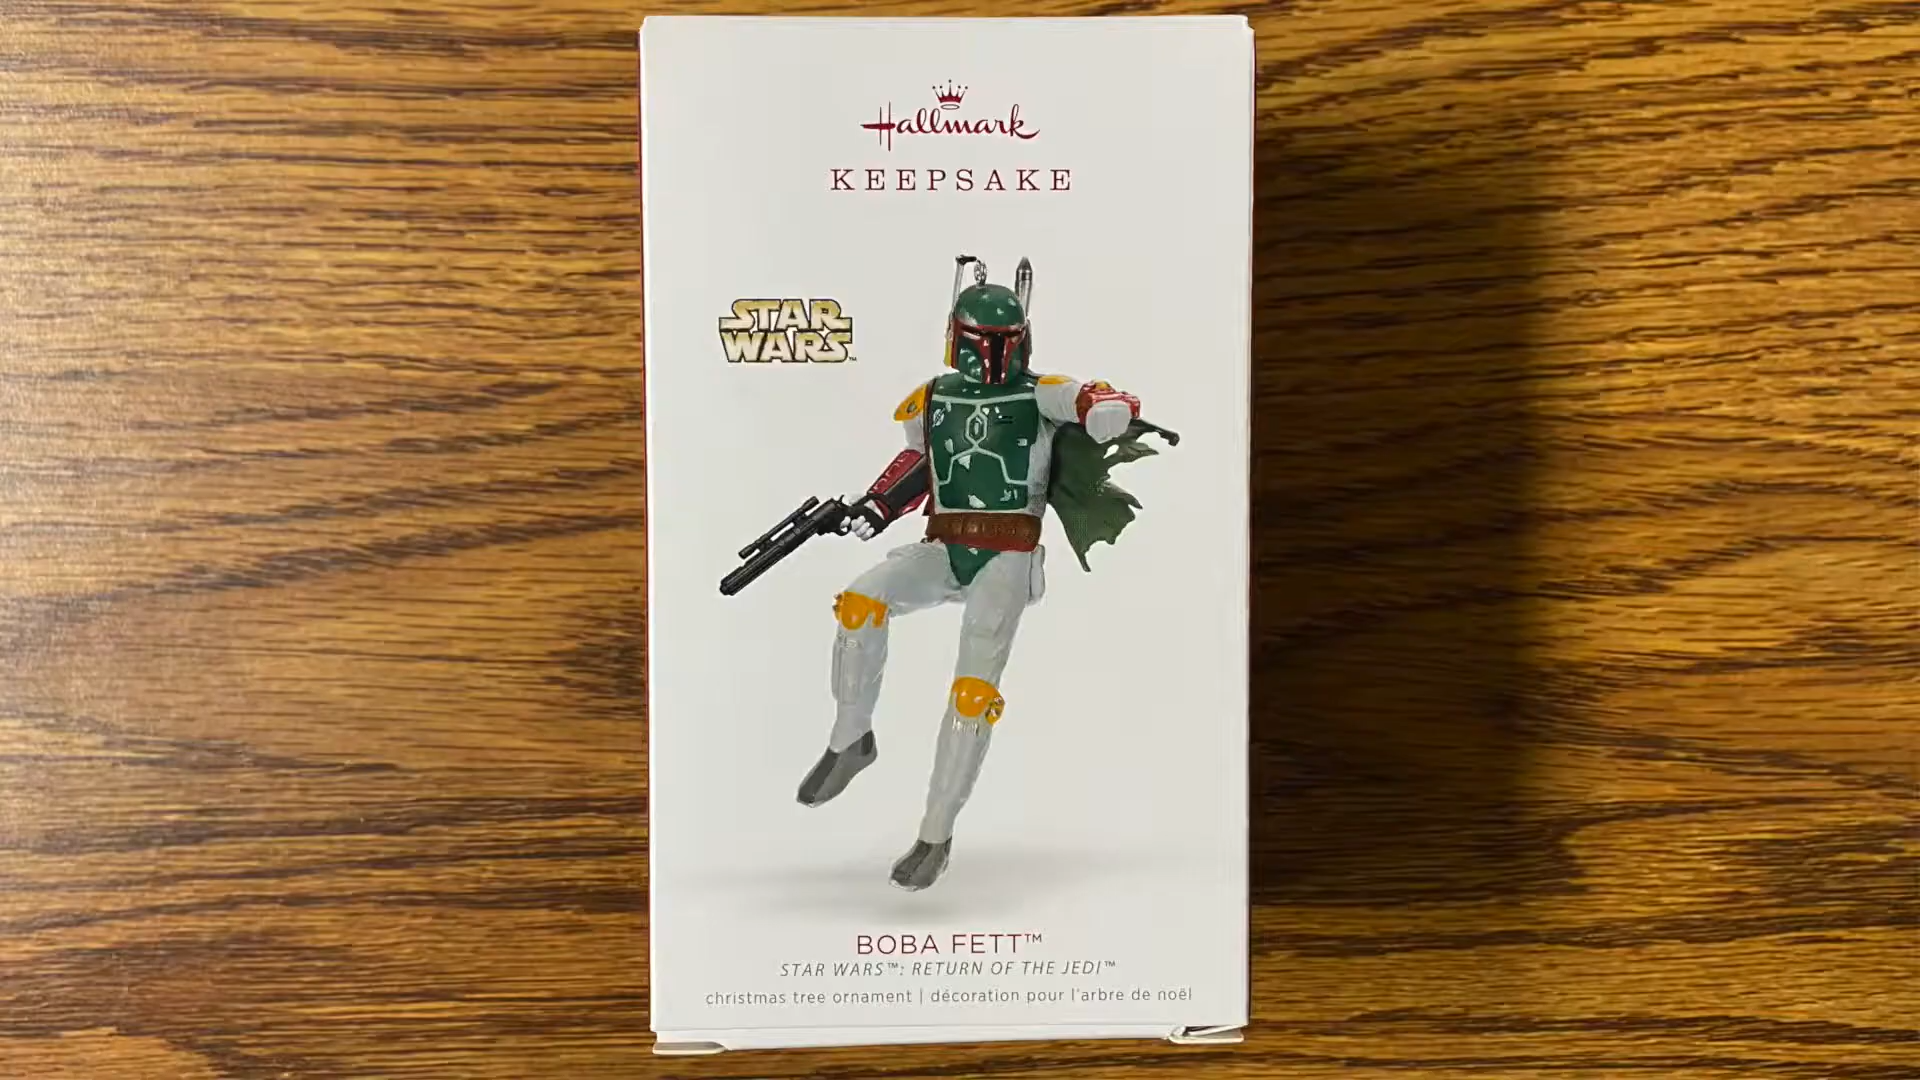 Hallmark
KEEPSAKE
STAR
WARS™
BOBA FETT™
STAR WARS™: RETURN OF THE JEDI™
christmas tree ornament | décoration pour l'arbre de noël